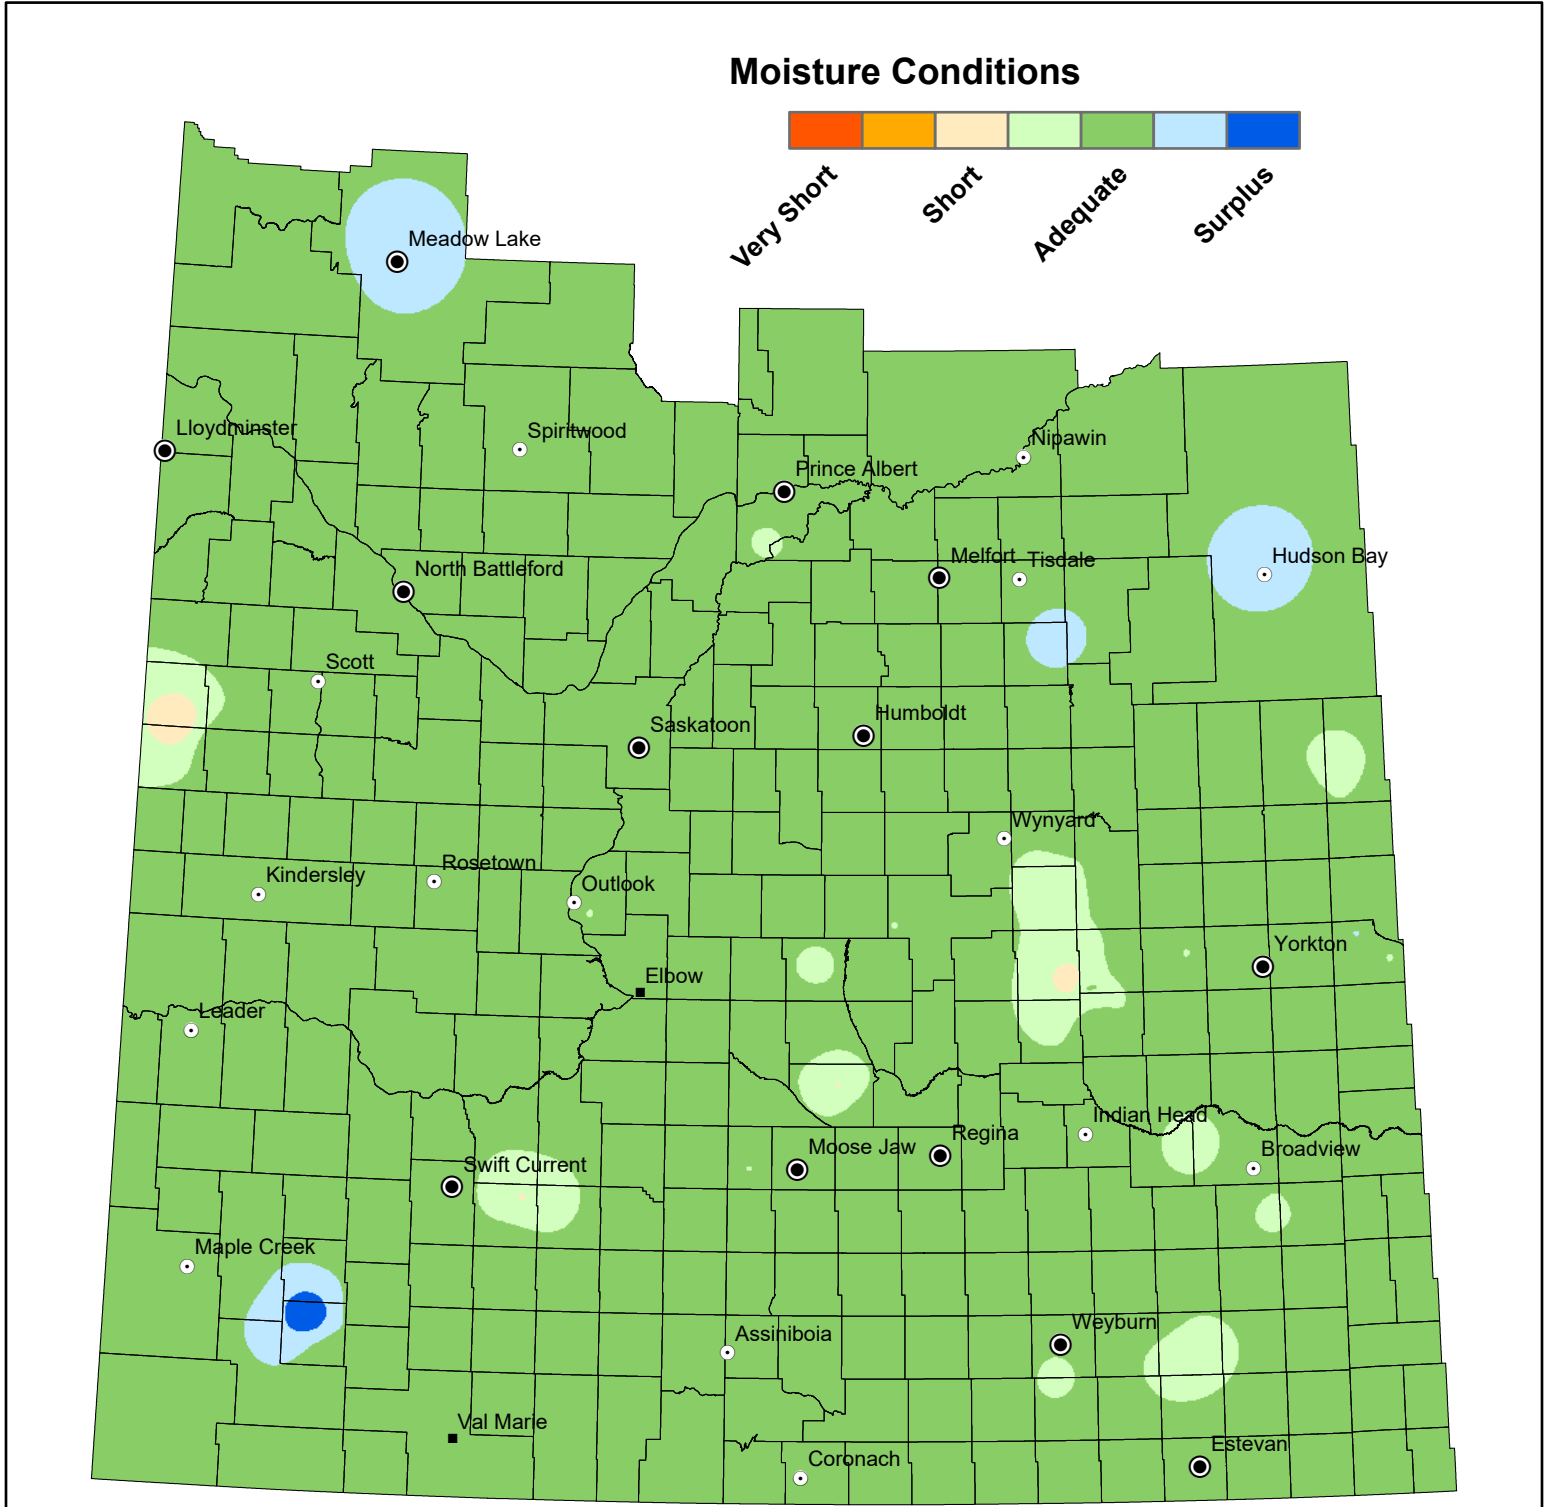 Moisture Conditions
Very Short
Short
Adequate
Surplus
Meadow Lake
Lloydminster
Spiritwood
Nipawin
Prince Albert
North Battleford
Melfort
Tisdale
Hudson Bay
Scott
Saskatoon
Humboldt
Wynyard
Kindersley
Rosetown
Outlook
Yorkton
Elbow
Leader
Indian Head
Moose Jaw
Regina
Broadview
Swift Current
Maple Creek
Assiniboia
Weyburn
Val Marie
Coronach
Estevan